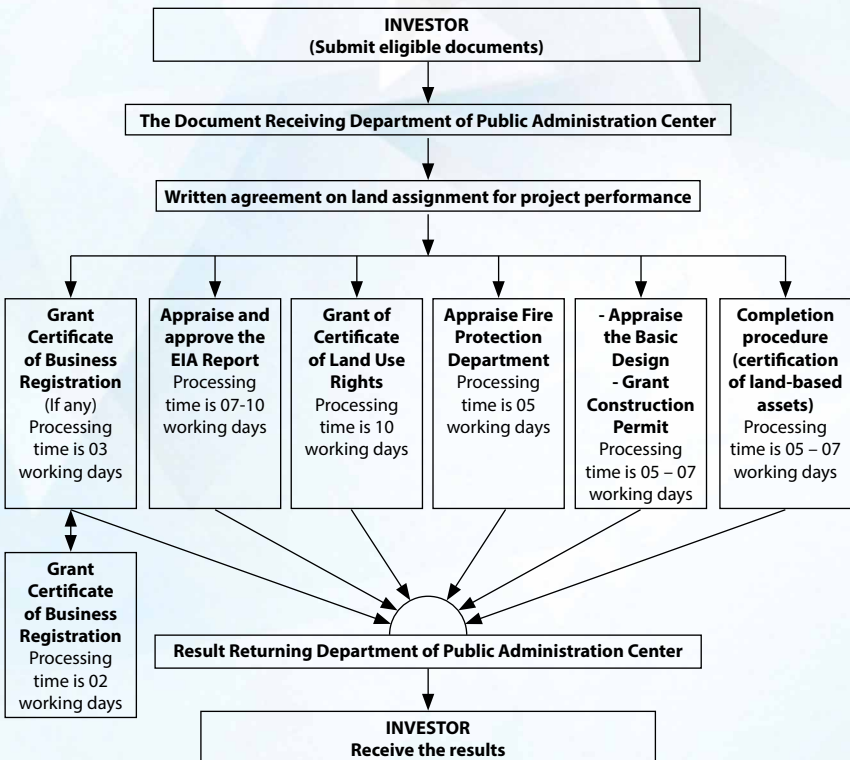 INVESTOR
(Submit eligible documents)
The Document Receiving Department of Public Administration Center
Written agreement on land assignment for project performance
Grant
Certificate
of Business
Registration
(If any)
Processing
time is 03
working days
Appraise and
approve the
EIA Report
Processing
time is 07-10
working days
Grant of
Certificate
of Land Use
Rights
Processing
time is 10
working days
Appraise Fire
Protection
Department
Processing
time is 05
working days
- Appraise
the Basic
Design
- Grant
Construction
Permit
Processing
time is 05 – 07
working days
Completion
procedure
(certification
of land-based
assets)
Processing
time is 05 – 07
working days
Grant
Certificate
of Business
Registration
Processing
time is 02
working days
Result Returning Department of Public Administration Center
INVESTOR
Receive the results